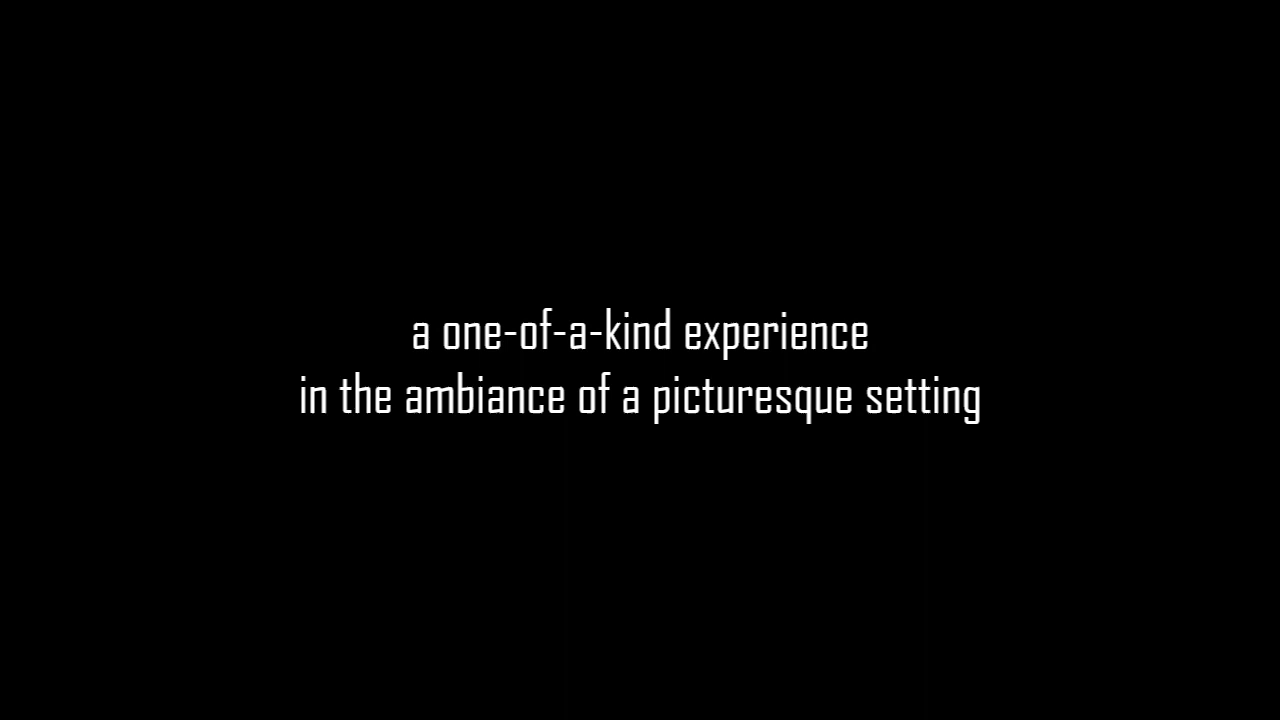 a one-of-a-kind experience
in the ambiance of a picturesque setting